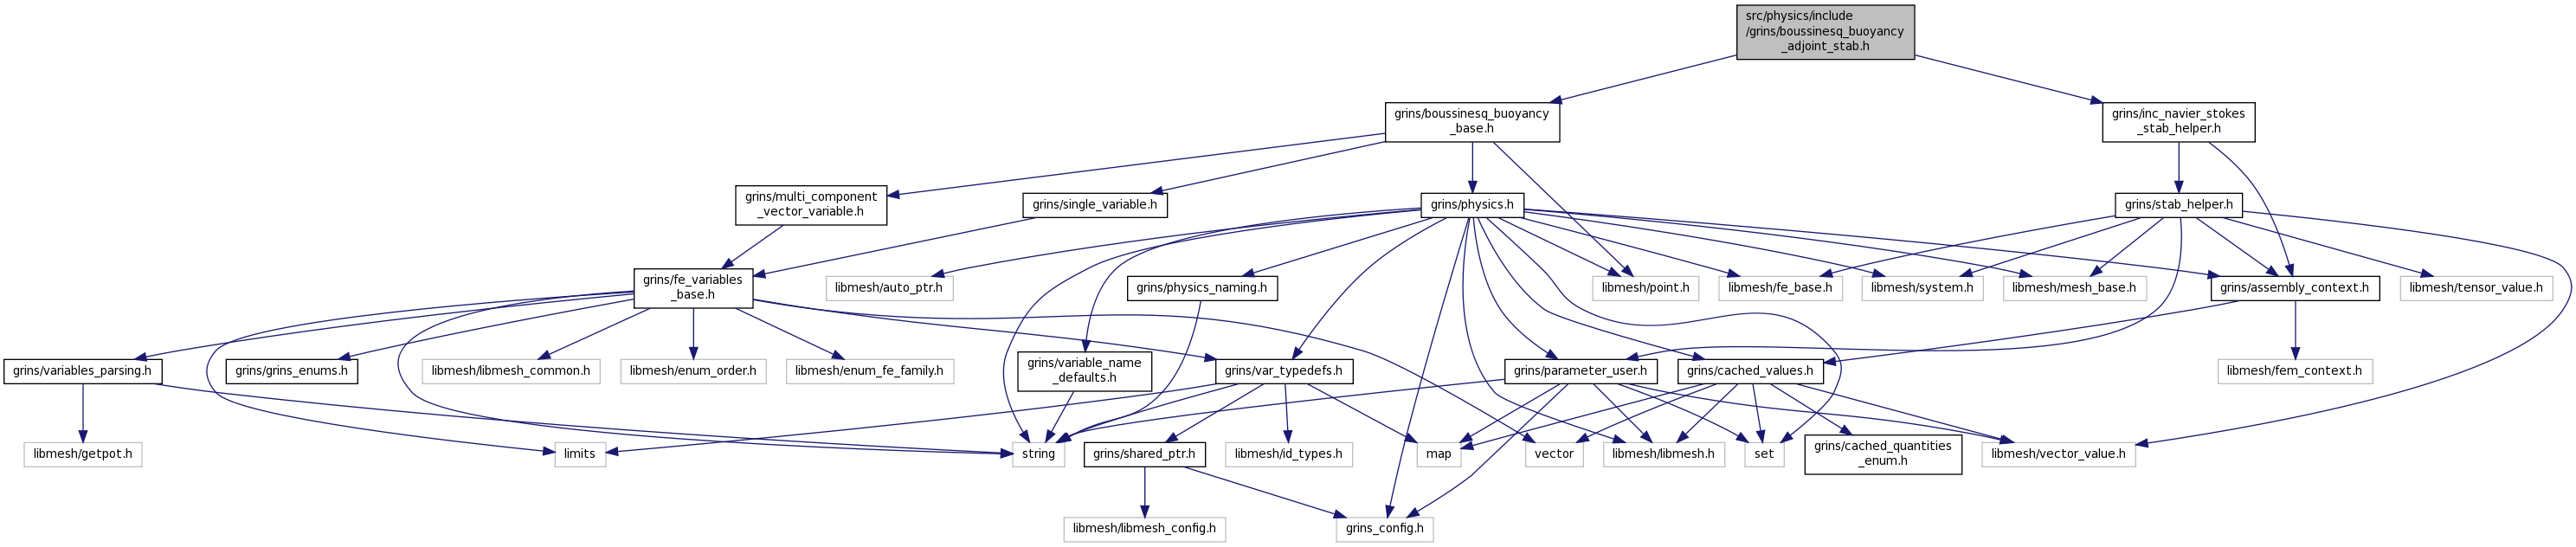 src/physics/include
/grins/boussinesq_buoyancy
_adjoint_stab.h
grins/boussinesq_buoyancy
_base.h
grins/inc_navier_stokes
_stab_helper.h
grins/multi_component
_vector_variable.h
grins/single_variable.h
grins/physics.h
grins/stab_helper.h
grins/fe_variables
_base.h
libmesh/auto_ptr.h
grins/physics_naming.h
libmesh/point.h
libmesh/fe_base.h
libmesh/system.h
libmesh/mesh_base.h
grins/assembly_context.h
libmesh/tensor_value.h
grins/variables_parsing.h
grins/grins_enums.h
libmesh/libmesh_common.h
libmesh/enum_order.h
libmesh/enum_fe_family.h
grins/variable_name
_defaults.h
grins/var_typedefs.h
grins/parameter_user.h
grins/cached_values.h
libmesh/fem_context.h
libmesh/getpot.h
limits
string
grins/shared_ptr.h
libmesh/id_types.h
map
vector
libmesh/libmesh.h
set
grins/cached_quantities
_enum.h
libmesh/vector_value.h
libmesh/libmesh_config.h
grins_config.h